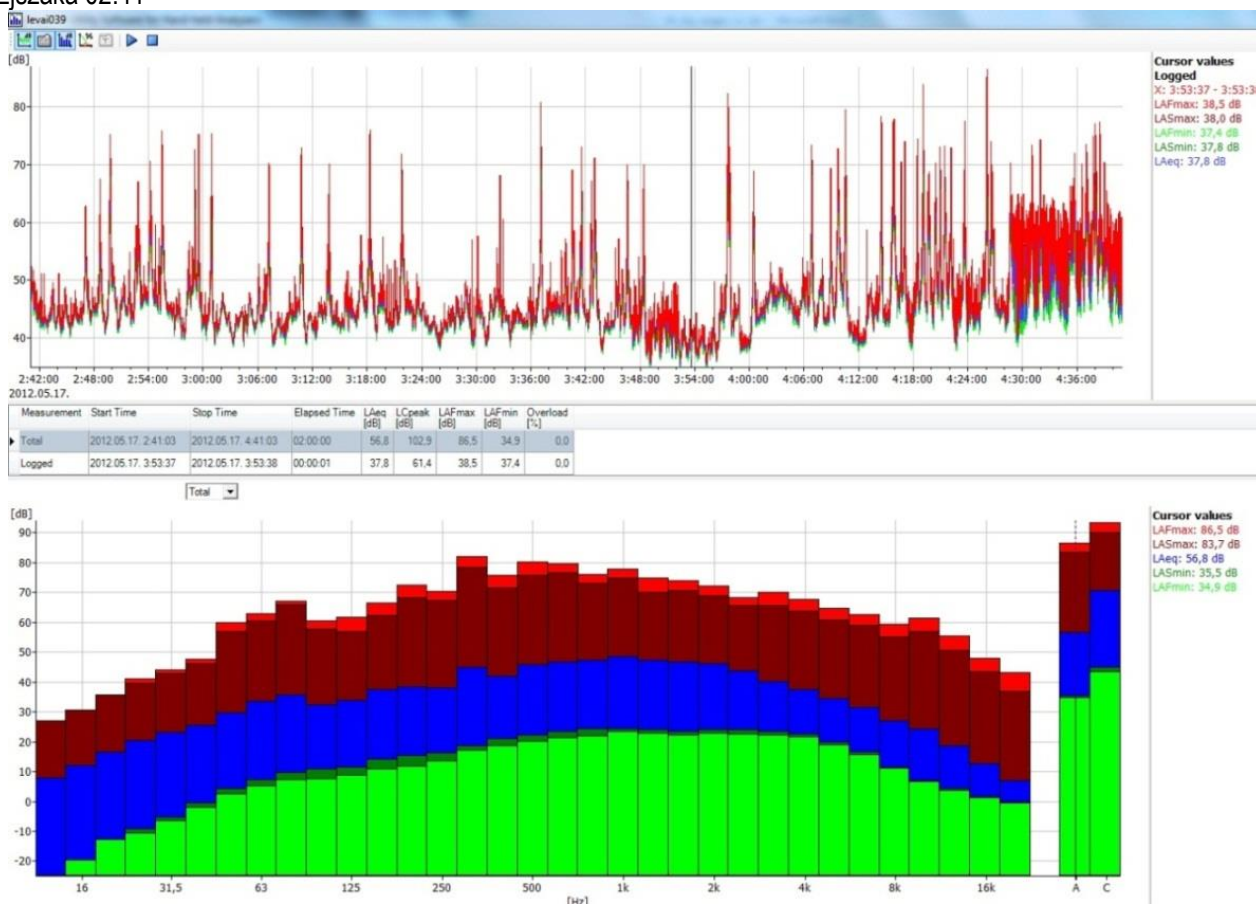 levai039
[dB]
80
70
60
50
40
2:42:00 2:48:00 2:54:00 3:00:00 3:06:00 3:12:00 3:18:00 3:24:00 3:30:00 3:36:00 3:42:00 3:48:00 3:54:00 4:00:00 4:06:00 4:12:00 4:18:00 4:24:00 4:30:00 4:36:00
2012.05.17.
Cursor values
Logged
X: 3:53:37 - 3:53:38
LAFmax: 38,5 dB
LASmax: 38,0 dB
LAFmin: 37,4 dB
LASmin: 37,8 dB
LAeq: 37,8 dB
Measurement Start Time Stop Time Elapsed Time LAeq [dB] LCpeak [dB] LAFmax [dB] LAFmin [dB] Overload [%]
Total 2012.05.17. 2:41:03 2012.05.17. 4:41:03 02:00:00 56,8 102,9 86,5 34,9 0,0
Logged 2012.05.17. 3:53:37 2012.05.17. 3:53:38 00:00:01 37,8 61,4 38,5 37,4 0,0
Total
[dB]
90
80
70
60
50
40
30
20
10
0
-10
-20
16 31,5 63 125 250 500 1k 2k 4k 8k 16k A C
[Hz]
Cursor values
LAFmax: 86,5 dB
LASmax: 83,7 dB
LAeq: 56,8 dB
LASmin: 35,5 dB
LAFmin: 34,9 dB